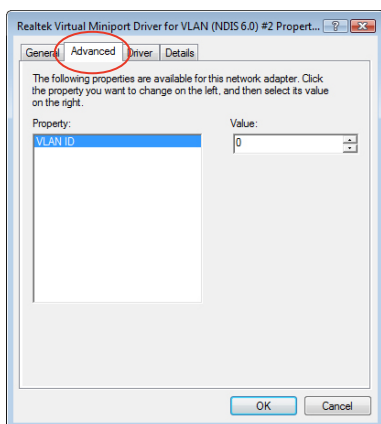 Realtek Virtual Miniport Driver for VLAN (NDIS 6.0) #2 Propert...
General Advanced Driver Details
The following properties are available for this network adapter. Click
the property you want to change on the left, and then select its value
on the right.
Property: Value:
VLAN ID 0
OK Cancel